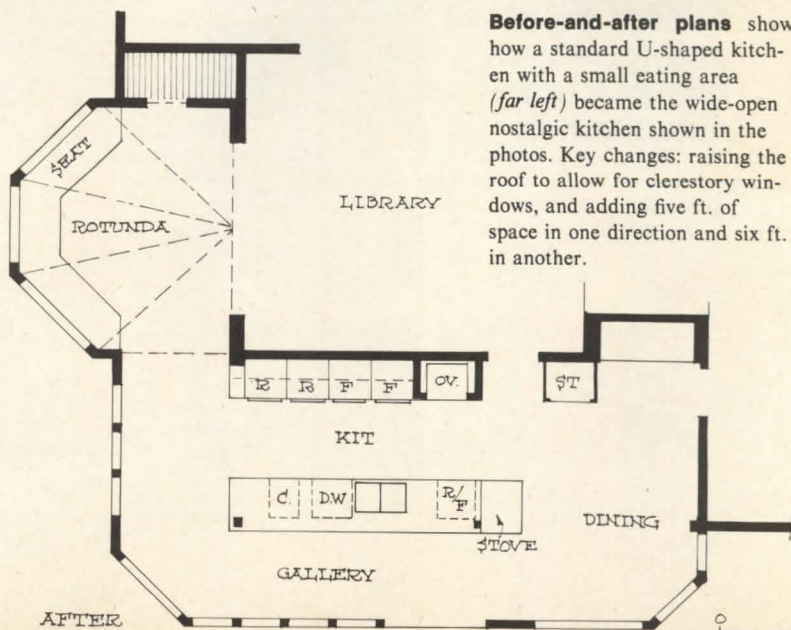 Before-and-after plans show
how a standard U-shaped kitch-
en with a small eating area
(far left) became the wide-open
nostalgic kitchen shown in the
photos. Key changes: raising the
roof to allow for clerestory win-
dows, and adding five ft. of
space in one direction and six ft.
in another.
SEAT
ROTUNDA
LIBRARY
R R F F OV. ST
KIT
C. D.W R/F
STOVE
DINING
GALLERY
AFTER